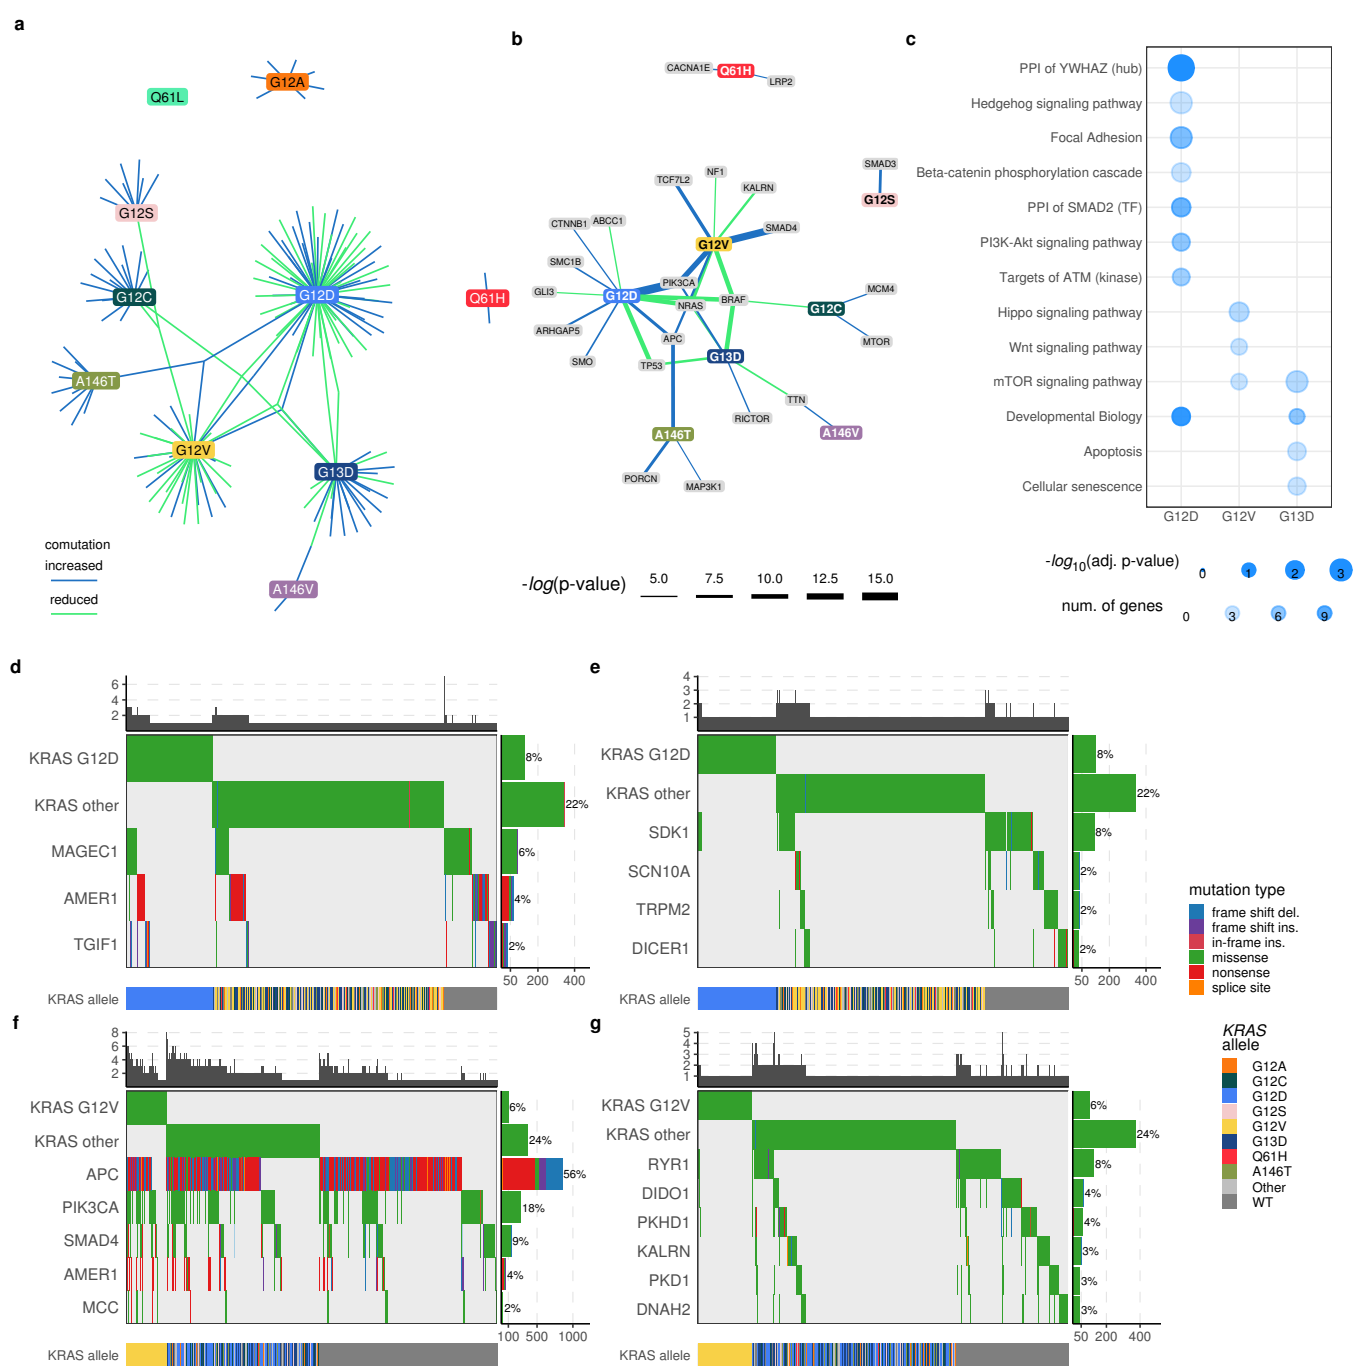 a
G12A
Q61L
G12S
G12C
G12D
Q61H
A146T
G12V
G13D
A146V
comutation
increased
reduced
b
CACNA1E
Q61H
LRP2
SMAD3
G12S
TCF7L2
NF1
KALRN
CTNNB1
ABCC1
SMAD4
G12V
SMC1B
PIK3CA
GLI3
G12D
NRAS
BRAF
MCM4
G12C
ARHGAP5
APC
MTOR
SMO
TP53
G13D
TTN
RICTOR
A146T
A146V
PORCN
MAP3K1
-log(p-value)
5.0
7.5
10.0
12.5
15.0
c
PPI of YWHAZ (hub)
Hedgehog signaling pathway
Focal Adhesion
Beta-catenin phosphorylation cascade
PPI of SMAD2 (TF)
PI3K-Akt signaling pathway
Targets of ATM (kinase)
Hippo signaling pathway
Wnt signaling pathway
mTOR signaling pathway
Developmental Biology
Apoptosis
Cellular senescence
G12D
G12V
G13D
-log10(adj. p-value)
0
1
2
3
num. of genes
0
3
6
9
d
6
4
2
KRAS G12D
8%
KRAS other
22%
MAGEC1
6%
AMER1
4%
TGIF1
2%
50 200 400
KRAS allele
e
4
3
2
1
KRAS G12D
8%
KRAS other
22%
SDK1
8%
SCN10A
2%
TRPM2
2%
DICER1
2%
50 200 400
KRAS allele
mutation type
frame shift del.
frame shift ins.
in-frame ins.
missense
nonsense
splice site
f
8
6
4
2
KRAS G12V
6%
KRAS other
24%
APC
56%
PIK3CA
18%
SMAD4
9%
AMER1
4%
MCC
2%
100 500 1000
KRAS allele
g
5
4
3
2
1
KRAS G12V
6%
KRAS other
24%
RYR1
8%
DIDO1
4%
PKHD1
4%
KALRN
3%
PKD1
3%
DNAH2
3%
50 200 400
KRAS allele
KRAS
allele
G12A
G12C
G12D
G12S
G12V
G13D
Q61H
A146T
Other
WT